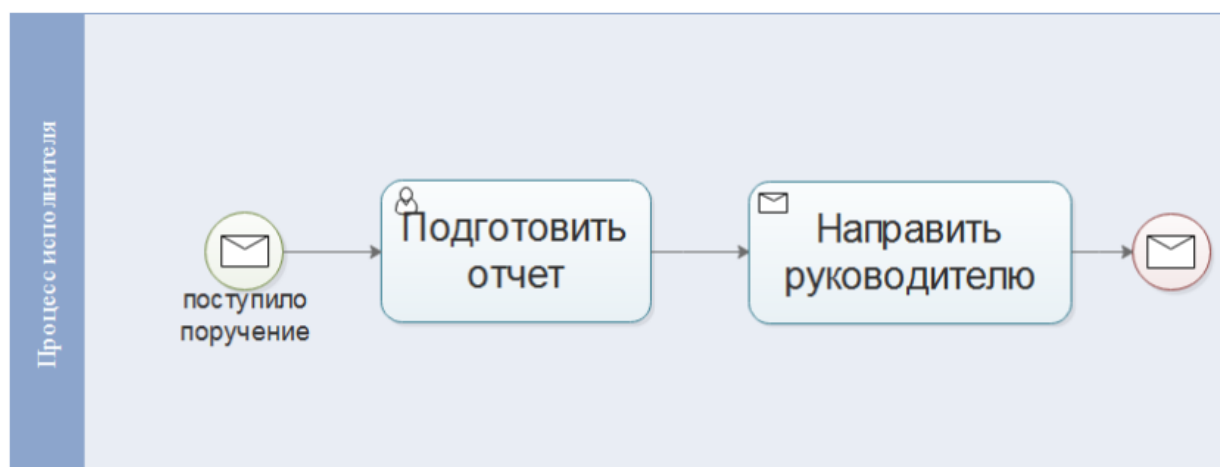 Процесс исполнителя
поступило
поручение
Подготовить
отчет
Направить
руководителю